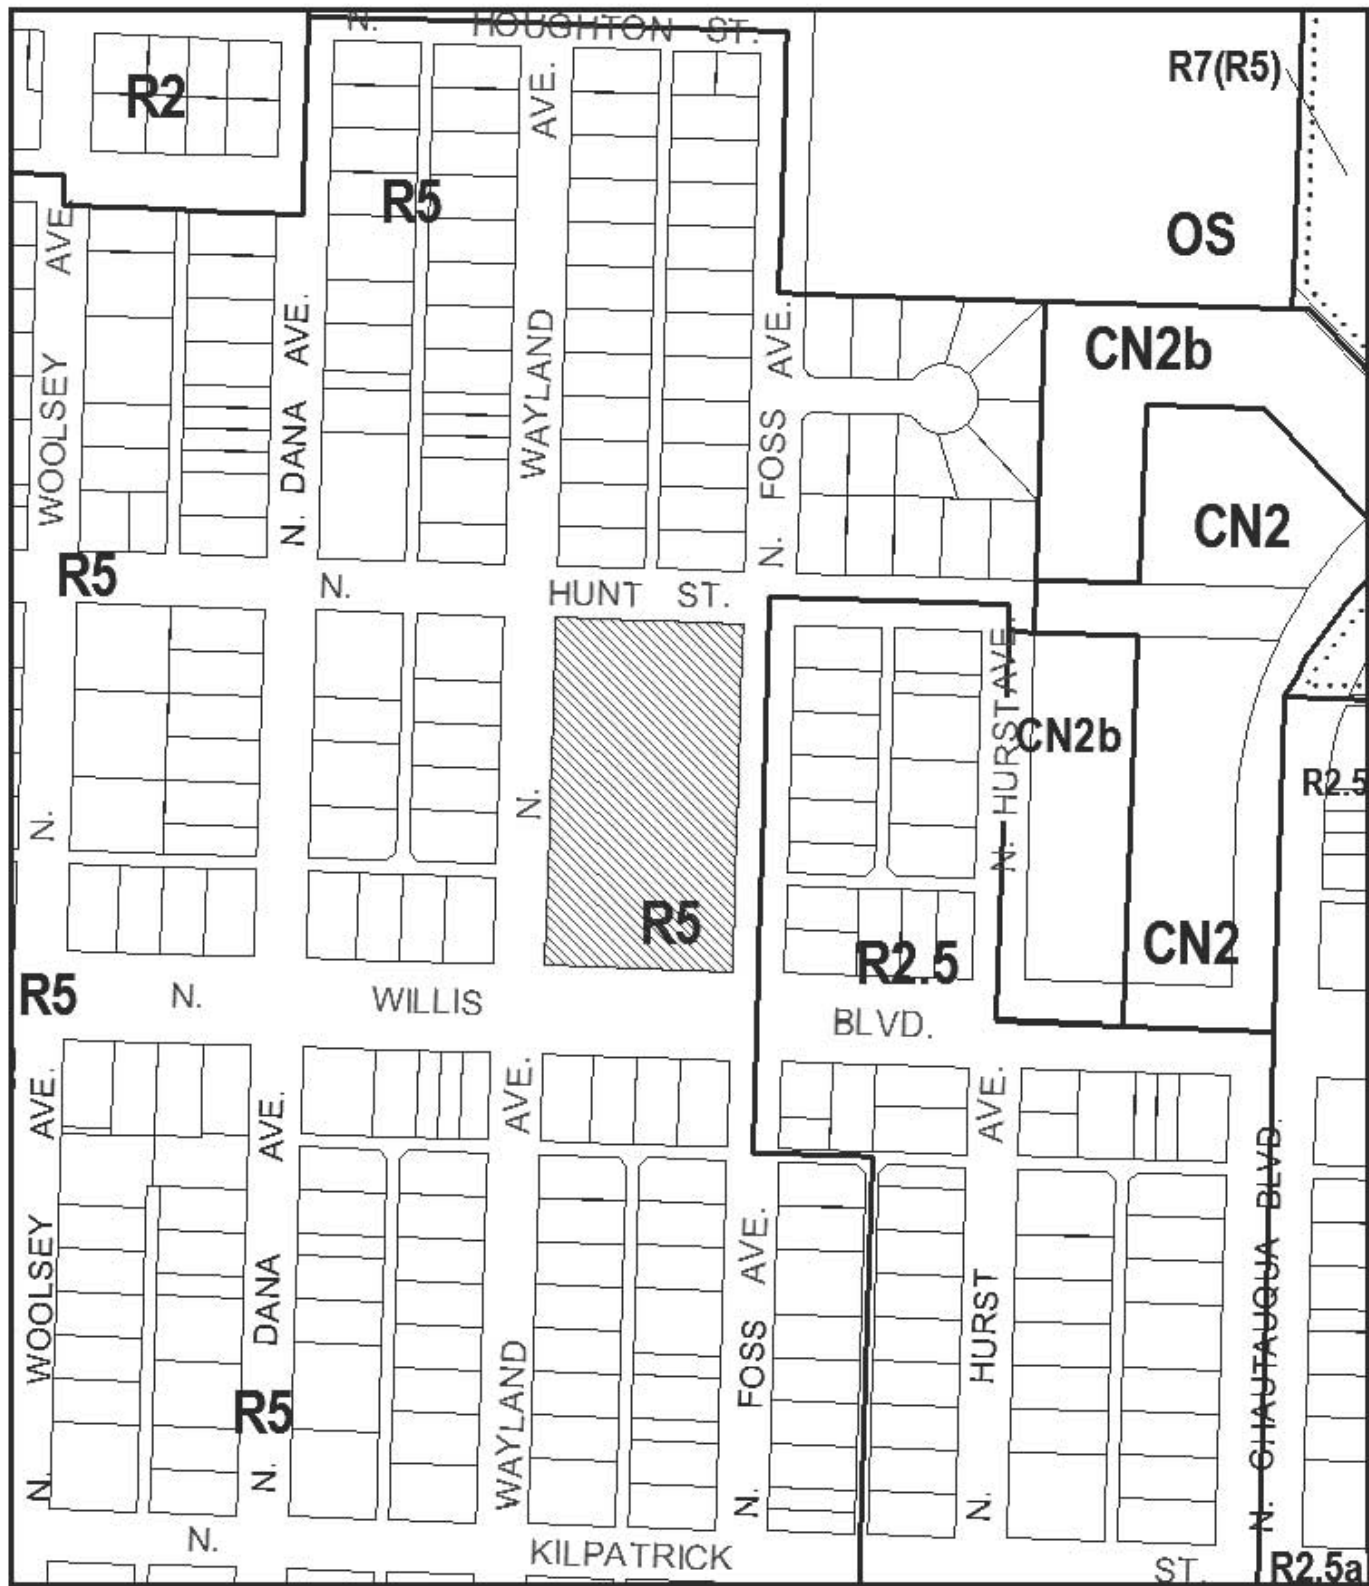 N. HOUGHTON ST.
R7(R5)
R2
AVE.
R5
OS
AVE.
AVE.
WAYLAND
AVE.
CN2b
WOOLSEY
DANA
FOSS
CN2
N.
N.
R5
N. HUNT ST.
N. HURST AVE.
CN2b
R2.5
N.
N.
R5
R2.5
CN2
R5
N. WILLIS BLVD.
AVE.
AVE.
AVE.
AVE.
N. CHAUTAUQUA BLVD.
WOOLSEY
DANA
FOSS AVE.
HURST
WAYLAND
R5
N.
N.
N.
N.
N. KILPATRICK ST.
R2.5a